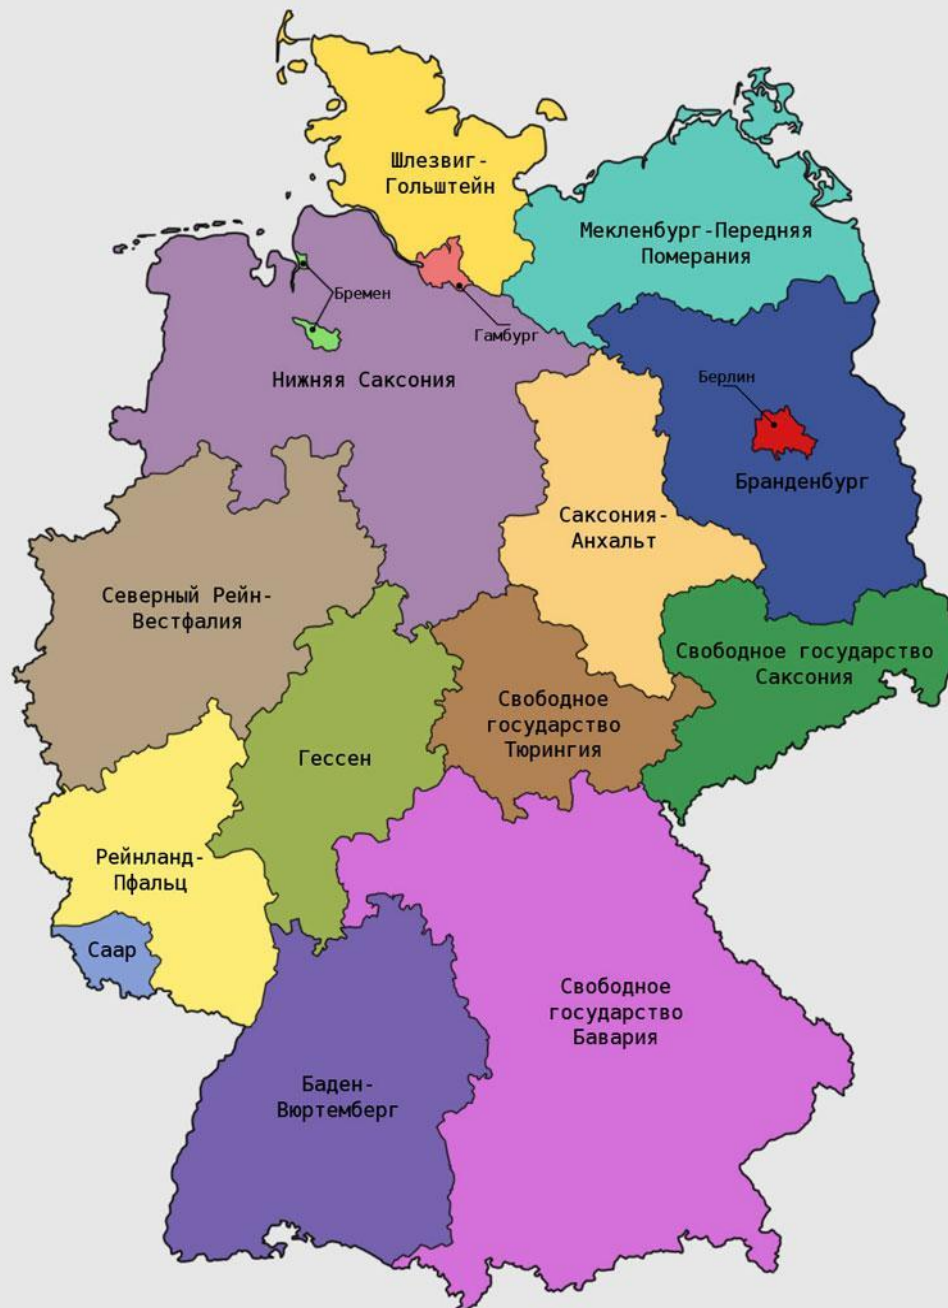 Шлезвиг-
Гольштейн
Мекленбург-Передняя
Померания
Бремен
Гамбург
Нижняя Саксония
Берлин
Бранденбург
Саксония-
Анхальт
Северный Рейн-
Вестфалия
Свободное государство
Саксония
Свободное
государство
Тюрингия
Гессен
Рейнланд-
Пфальц
Саар
Свободное
государство
Бавария
Баден-
Вюртемберг